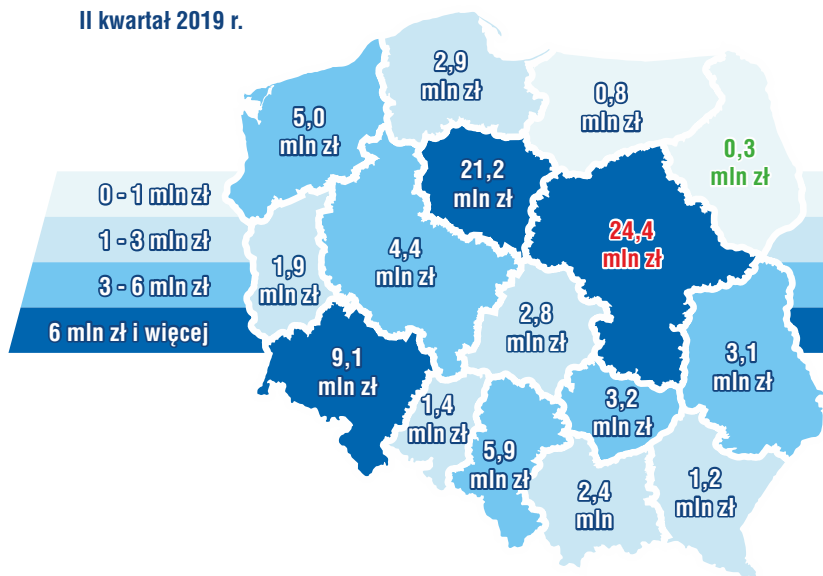 II kwartał 2019 r.
2,9
mln zł
0,8
mln zł
5,0
mln zł
0,3
mln zł
21,2
mln zł
0 - 1 mln zł
1 - 3 mln zł
3 - 6 mln zł
6 mln zł i więcej
24,4
mln zł
4,4
mln zł
1,9
mln zł
2,8
mln zł
9,1
mln zł
3,1
mln zł
1,4
mln zł
3,2
mln zł
5,9
mln zł
2,4
mln
1,2
mln zł